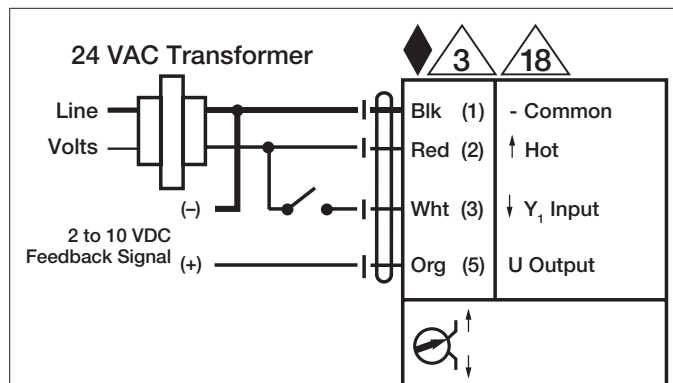 24 VAC Transformer
3
18
Line
Volts
Blk (1) - Common
Red (2) ↑ Hot
(–)
Wht (3) ↓ Y₁ Input
2 to 10 VDC
Feedback Signal (+)
Org (5) U Output